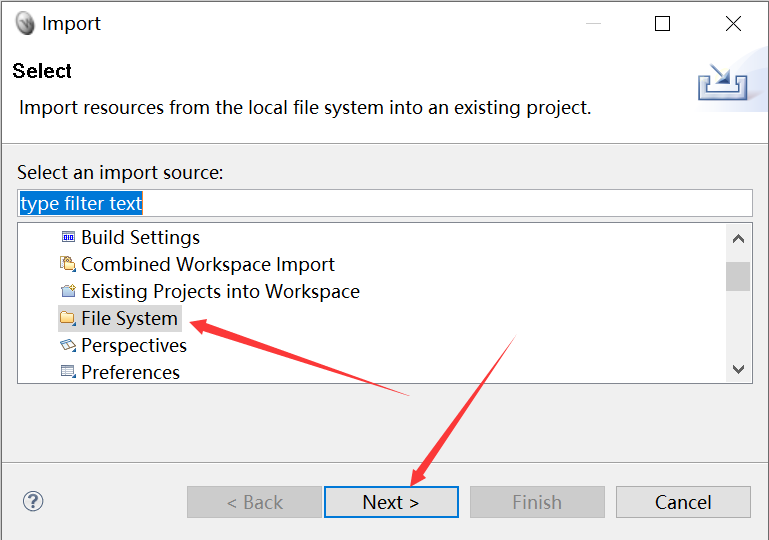 Import
Select
Import resources from the local file system into an existing project.
Select an import source:
type filter text
Build Settings
Combined Workspace Import
Existing Projects into Workspace
File System
Perspectives
Preferences
?
< Back
Next >
Finish
Cancel